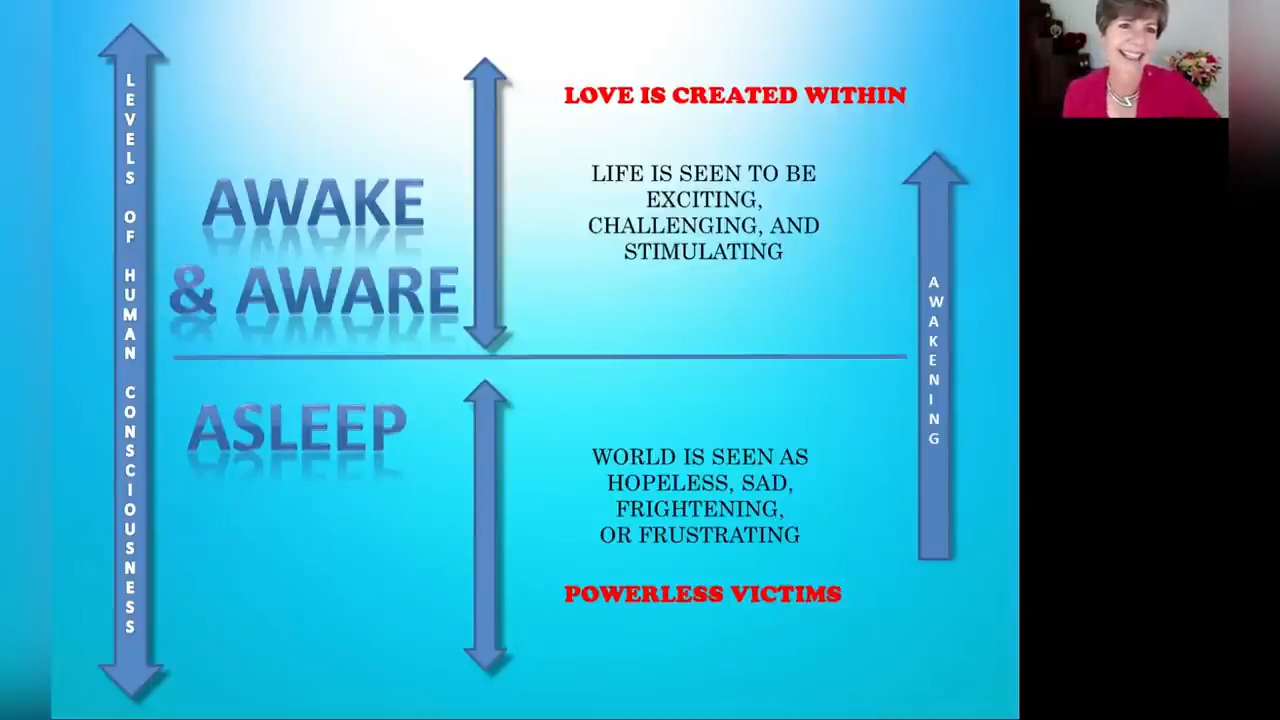 LEVELS OF HUMAN CONSCIOUSNESS
AWAKE
& AWARE
LOVE IS CREATED WITHIN
LIFE IS SEEN TO BE
EXCITING,
CHALLENGING, AND
STIMULATING
AWAKENING
ASLEEP
WORLD IS SEEN AS
HOPELESS, SAD,
FRIGHTENING,
OR FRUSTRATING
POWERLESS VICTIMS